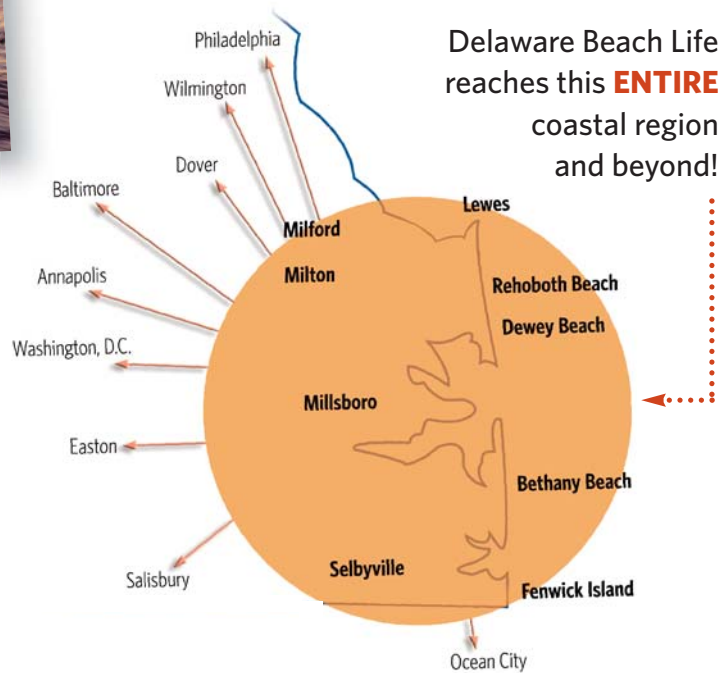 Delaware Beach Life
reaches this ENTIRE
coastal region
and beyond!
Philadelphia
Wilmington
Dover
Baltimore
Annapolis
Washington, D.C.
Easton
Salisbury
Ocean City
Lewes
Milford
Milton
Rehoboth Beach
Dewey Beach
Millsboro
Bethany Beach
Selbyville
Fenwick Island